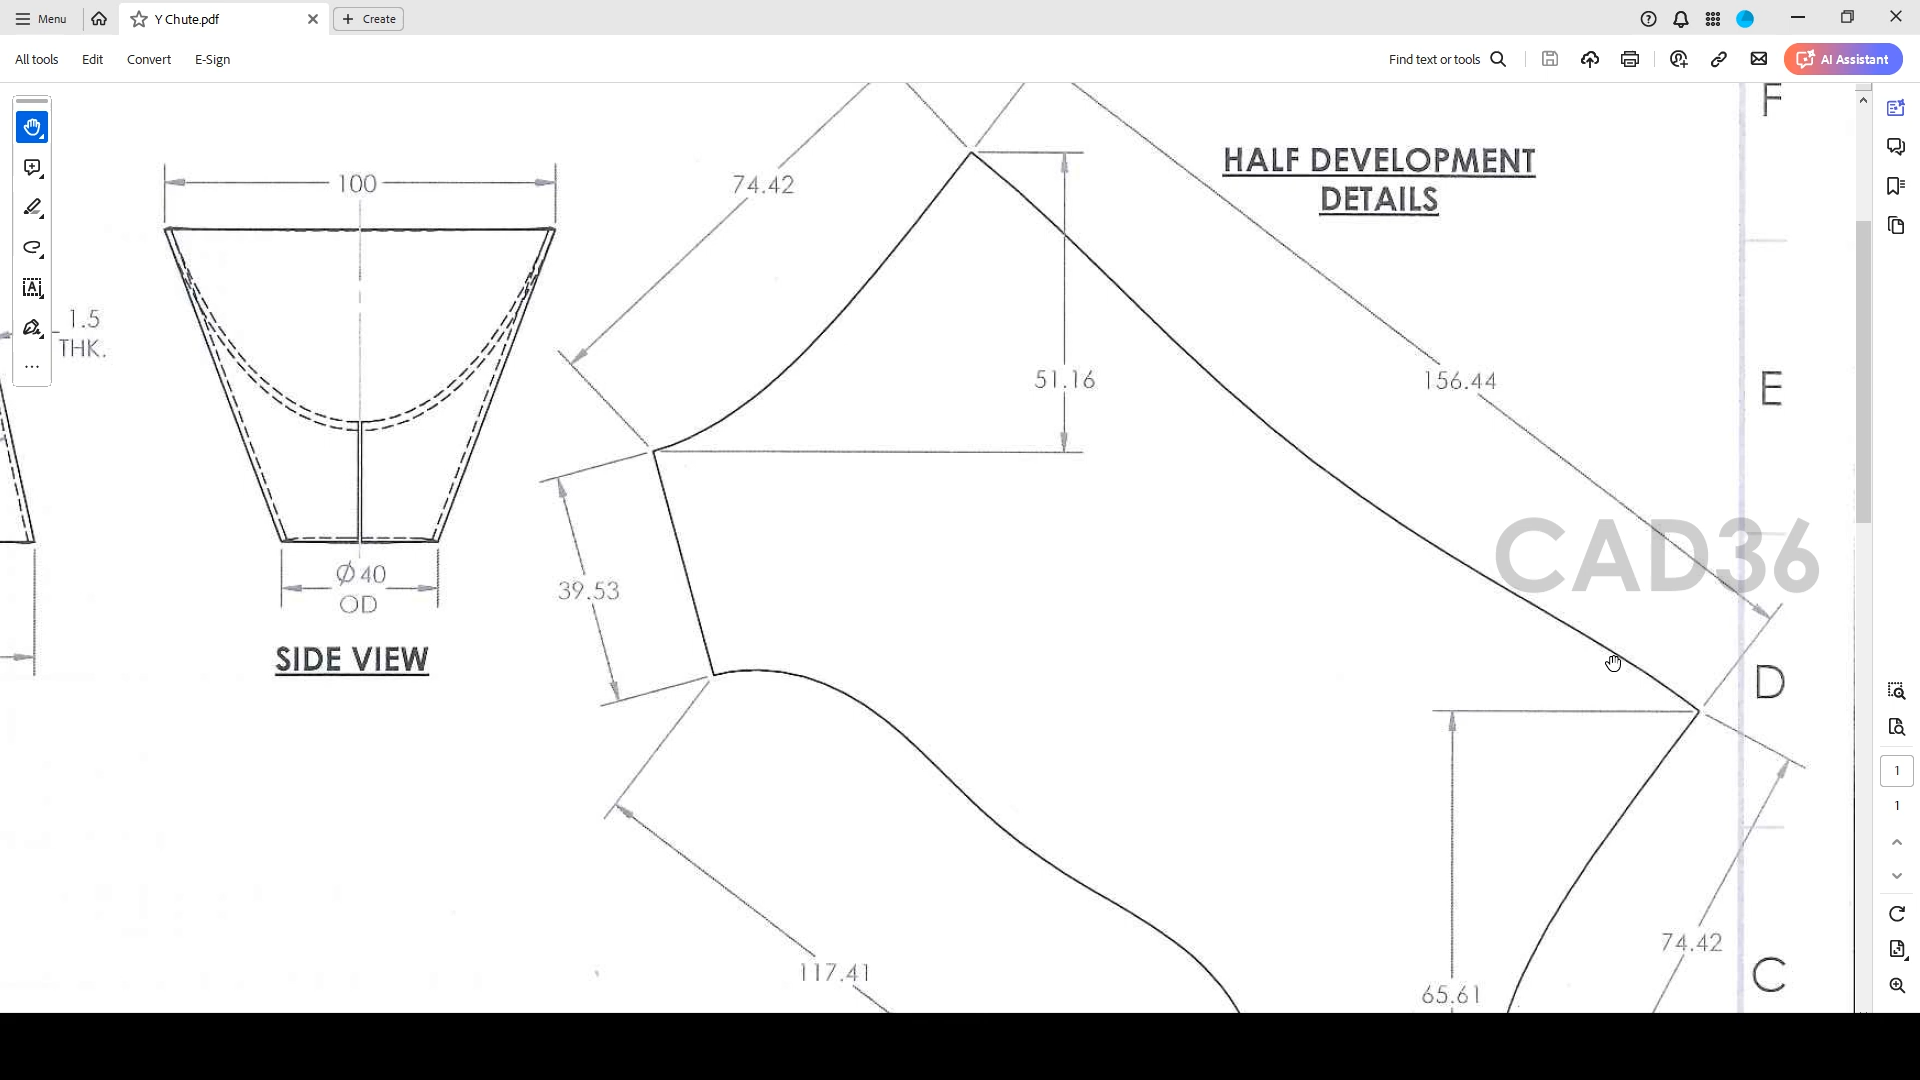 Menu
Y Chute.pdf
Create
All tools
Edit
Convert
E-Sign
Find text or tools
AI Assistant
F
HALF DEVELOPMENT
DETAILS
100
74.42
1.5
THK.
51.16
156.44
E
CAD36
Ø40
OD
39.53
SIDE VIEW
D
1
1
74.42
117.41
65.61
C